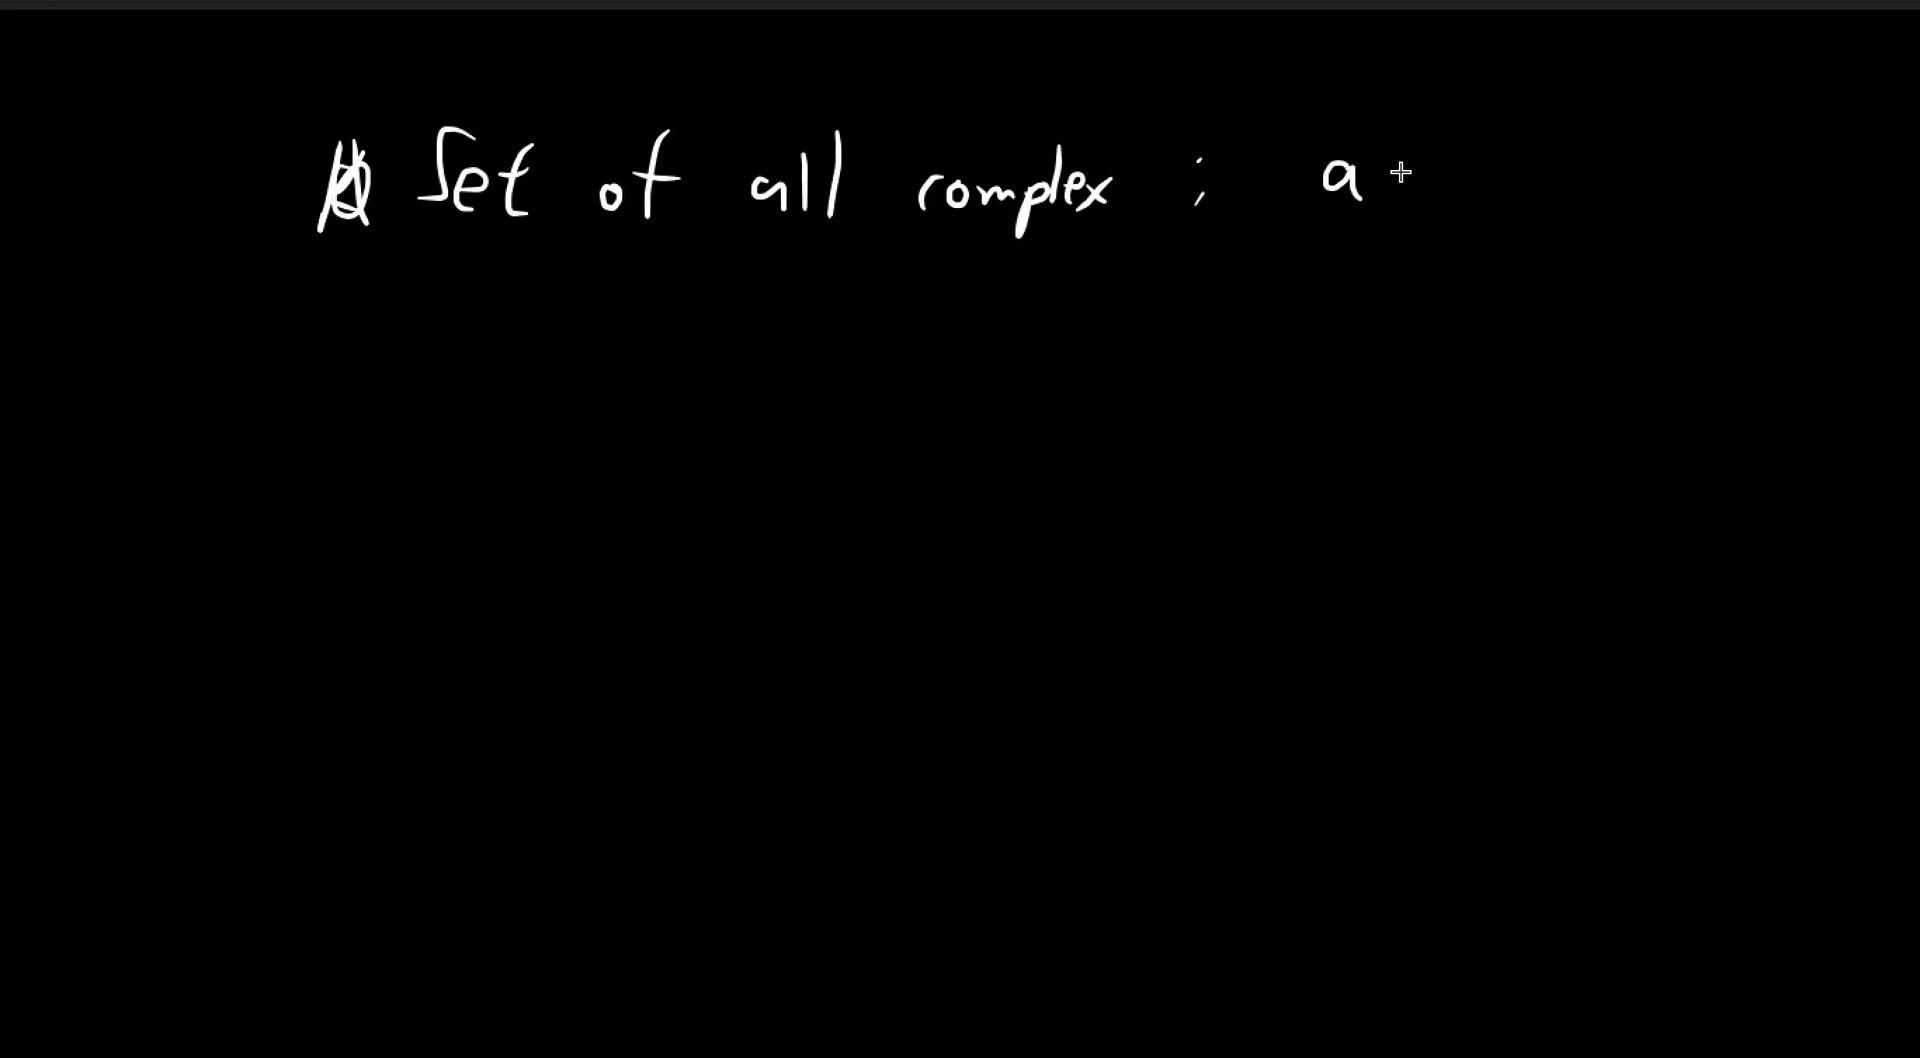 Set of all complex : a